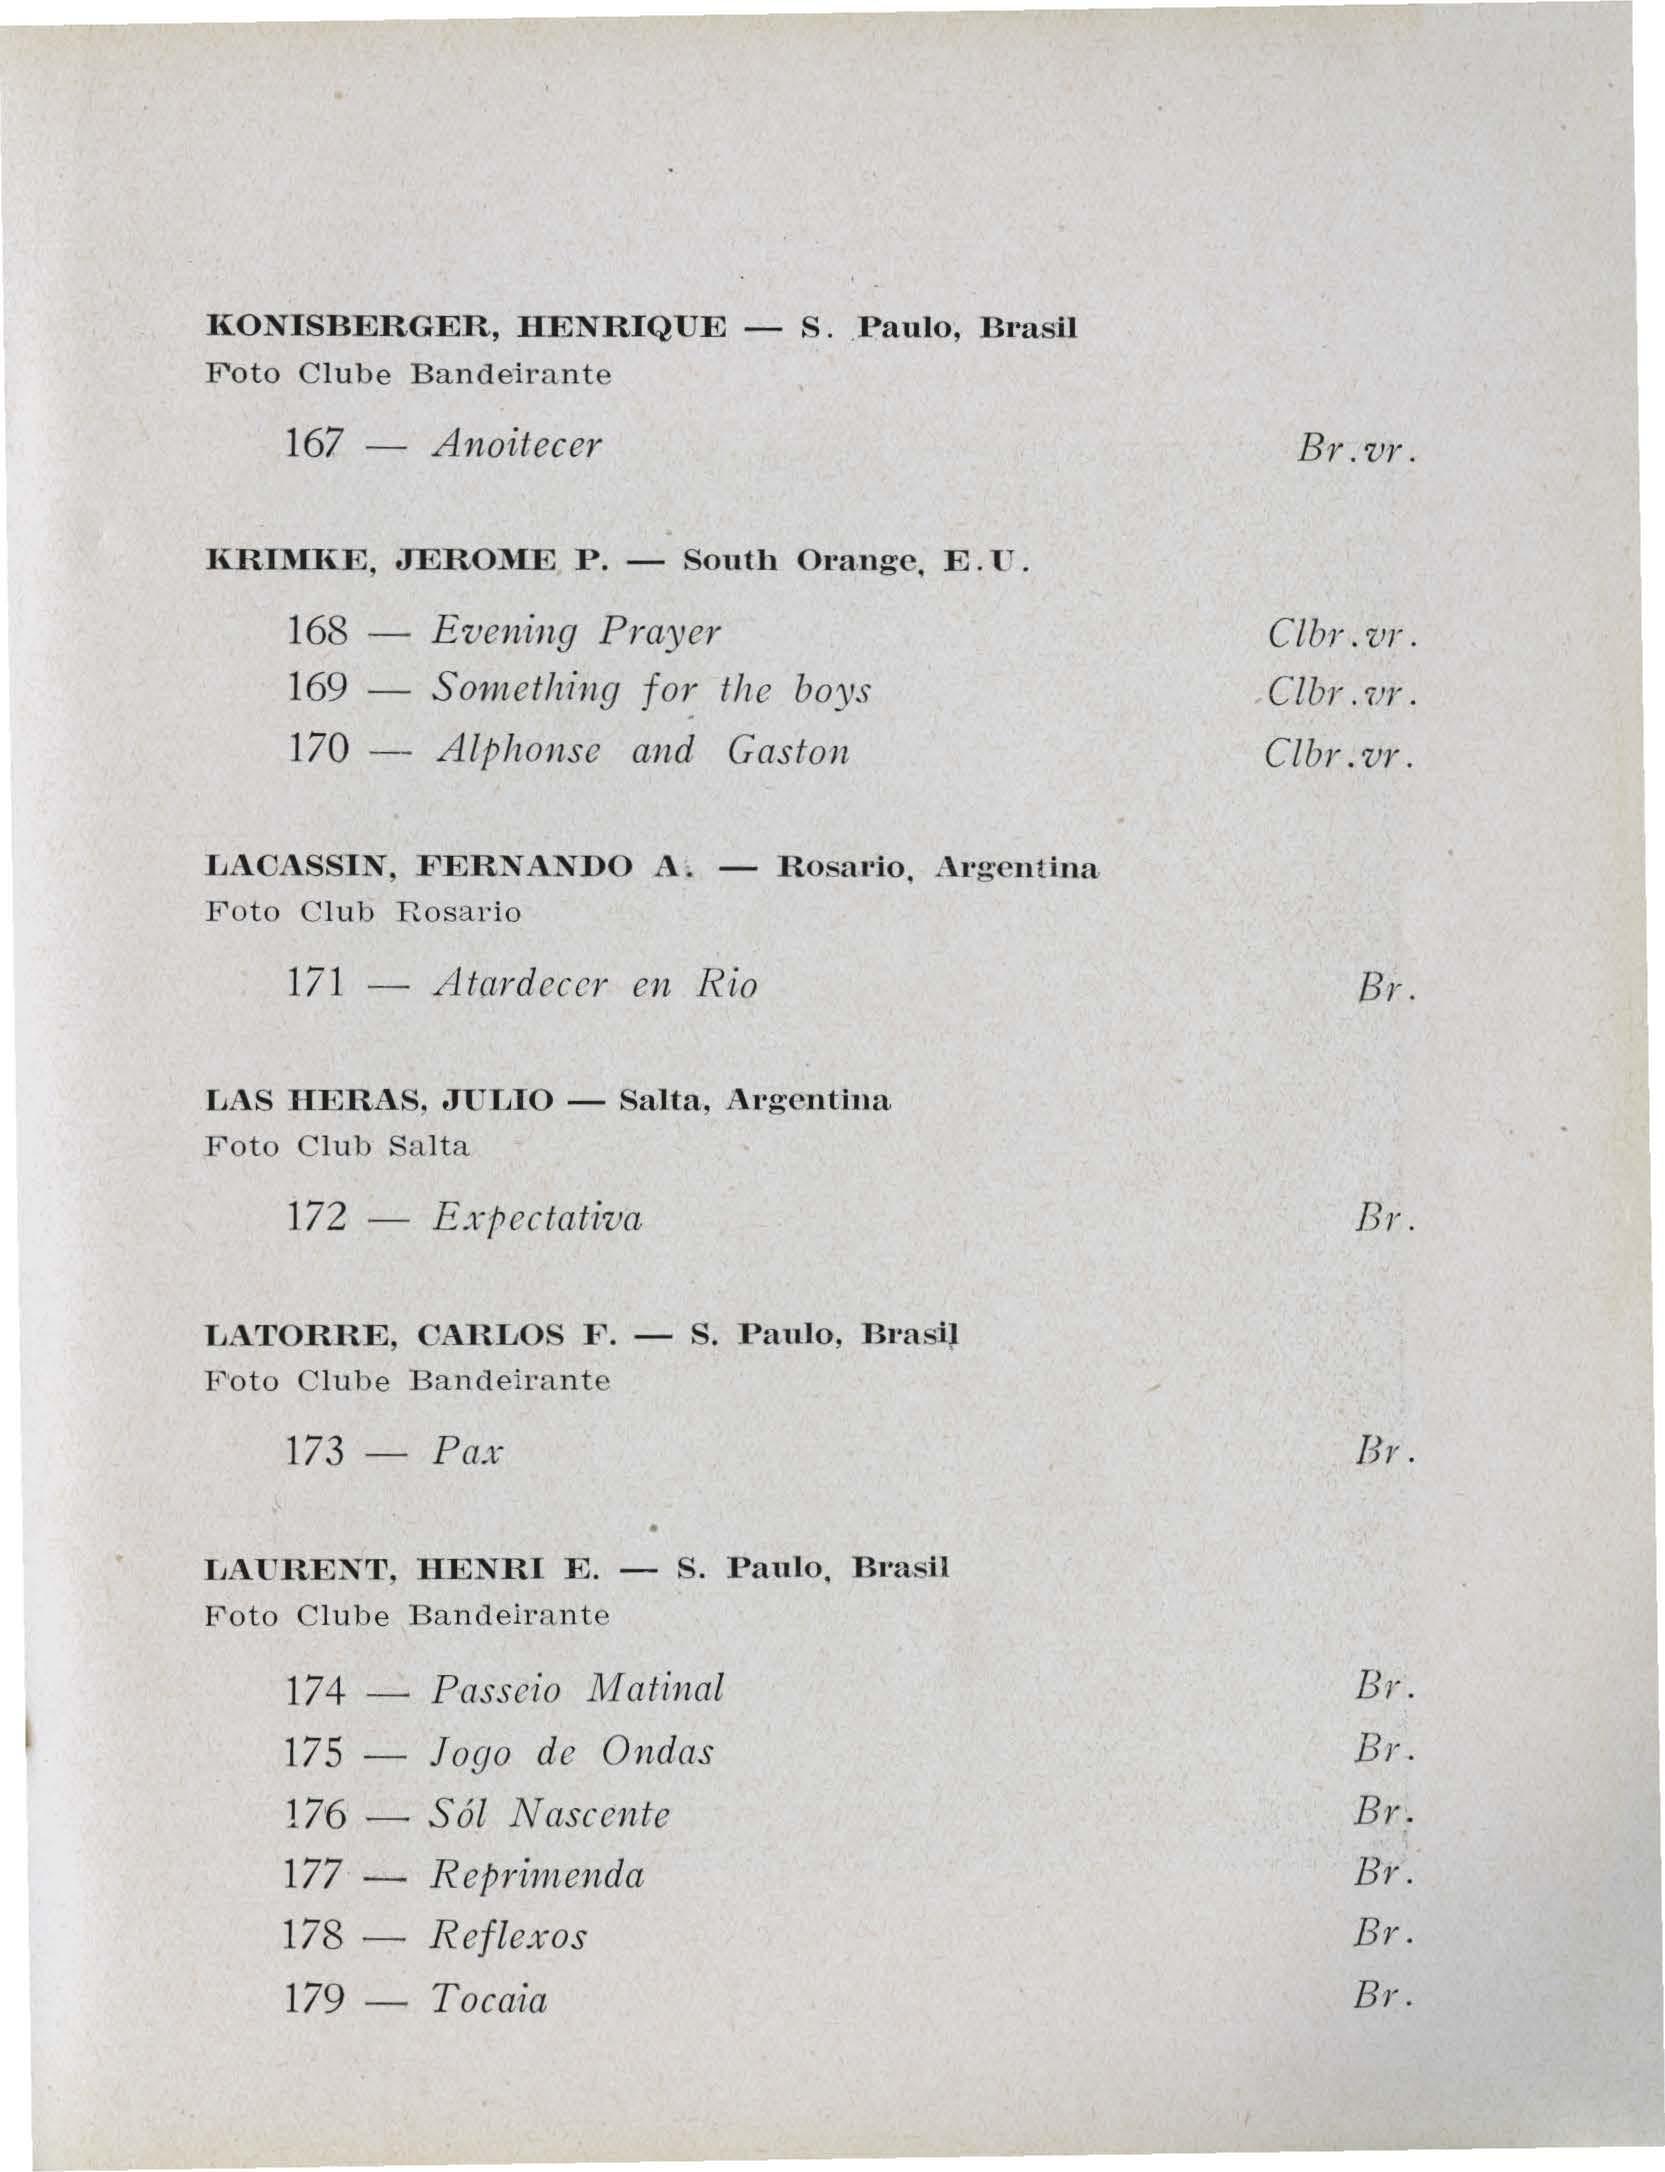 KONISBERGER, HENRIQUE — S. Paulo, Brasil
Foto Clube Bandeirante
167 — Anoitecer Br.vr.
KRIMKE, JEROME P. — South Orange, E.U.
168 — Evening Prayer Clbr.vr.
169 — Something for the boys Clbr.vr.
170 — Alphonse and Gaston Clbr.vr.
LACASSIN, FERNANDO A. — Rosario, Argentina
Foto Club Rosario
171 — Atardecer en Rio Br.
LAS HERAS, JULIO — Salta, Argentina
Foto Club Salta
172 — Expectativa Br.
LATORRE, CARLOS F. — S. Paulo, Brasil
Foto Clube Bandeirante
173 — Pax Br.
LAURENT, HENRI E. — S. Paulo, Brasil
Foto Clube Bandeirante
174 — Passeio Matinal Br.
175 — Jogo de Ondas Br.
176 — Sól Nascente Br.
177 — Reprimenda Br.
178 — Reflexos Br.
179 — Tocaia Br.